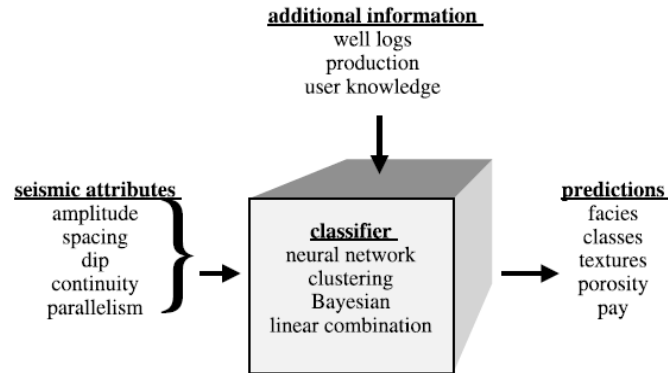 additional information
well logs
production
user knowledge
seismic attributes
amplitude
spacing
dip
continuity
parallelism
classifier
neural network
clustering
Bayesian
linear combination
predictions
facies
classes
textures
porosity
pay